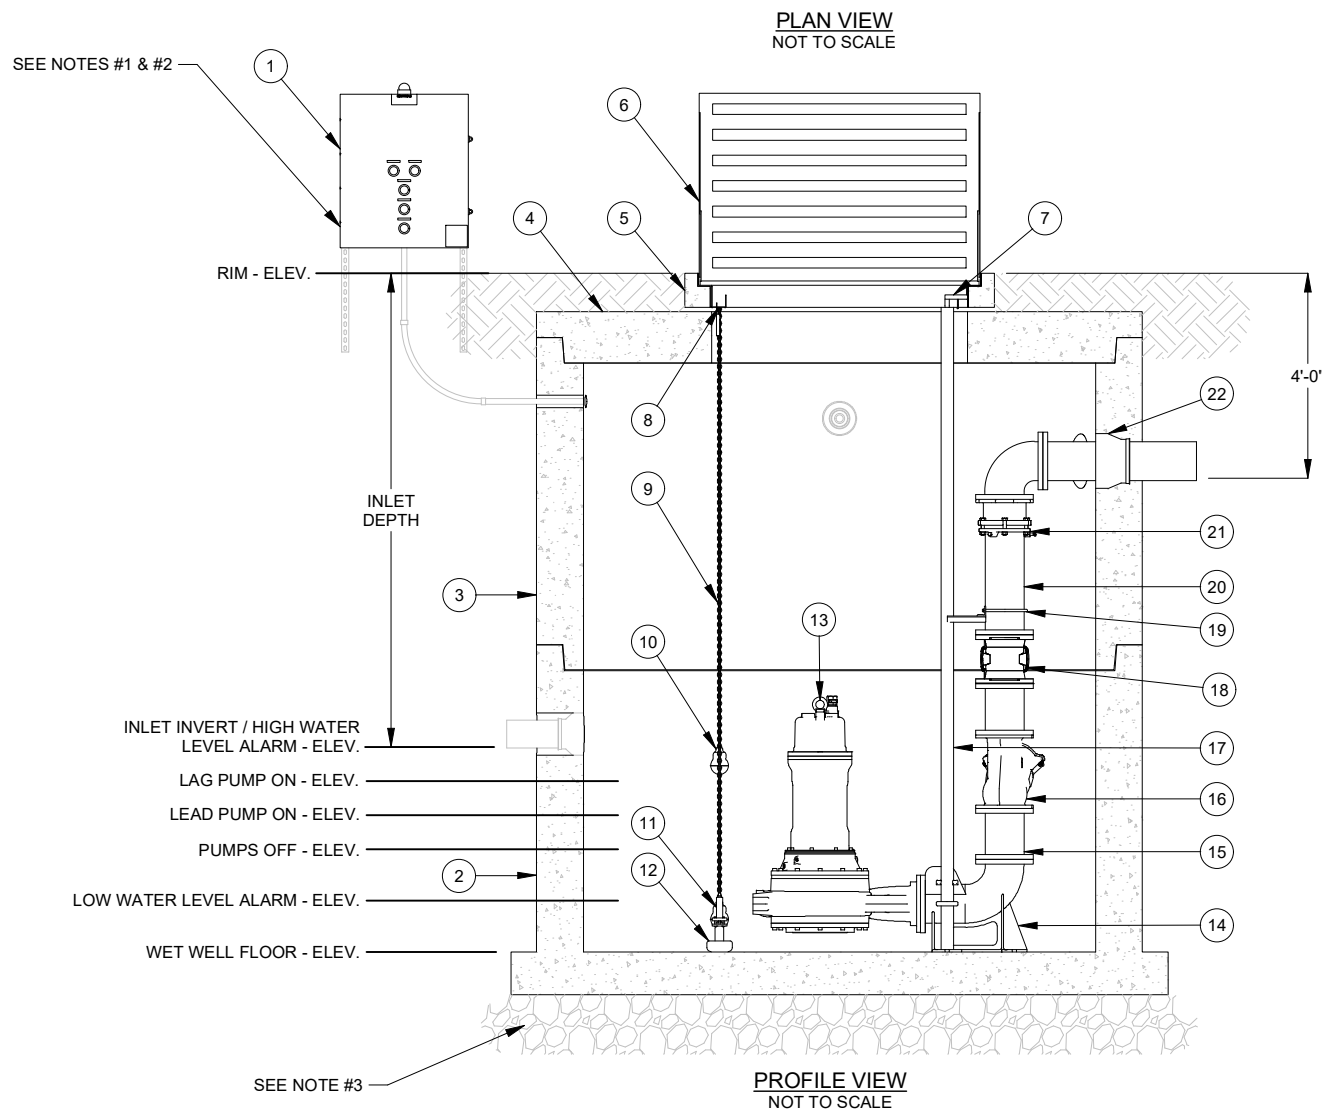 PLAN VIEW
NOT TO SCALE
SEE NOTES #1 & #2
1
6
4
5
7
RIM - ELEV.
4'-0'
22
8
9
INLET
DEPTH
21
20
3
19
13
10
18
INLET INVERT / HIGH WATER
LEVEL ALARM - ELEV.
17
LAG PUMP ON - ELEV.
16
LEAD PUMP ON - ELEV.
11
PUMPS OFF - ELEV.
15
12
2
LOW WATER LEVEL ALARM - ELEV.
14
WET WELL FLOOR - ELEV.
SEE NOTE #3
PROFILE VIEW
NOT TO SCALE